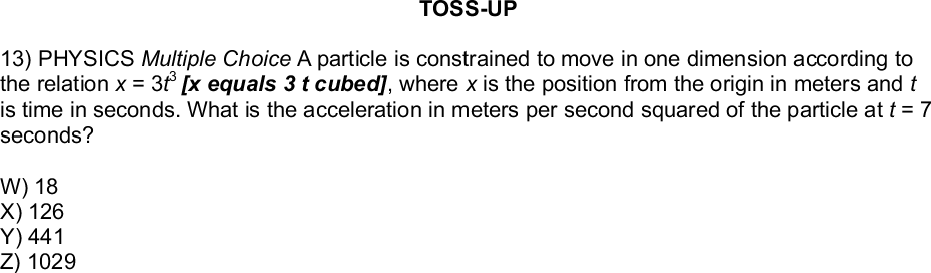 TOSS-UP
13) PHYSICS Multiple Choice A particle is constrained to move in one dimension according to
the relation x = 3t³ [x equals 3 t cubed], where x is the position from the origin in meters and t
is time in seconds. What is the acceleration in meters per second squared of the particle at t = 7
seconds?
W) 18
X) 126
Y) 441
Z) 1029